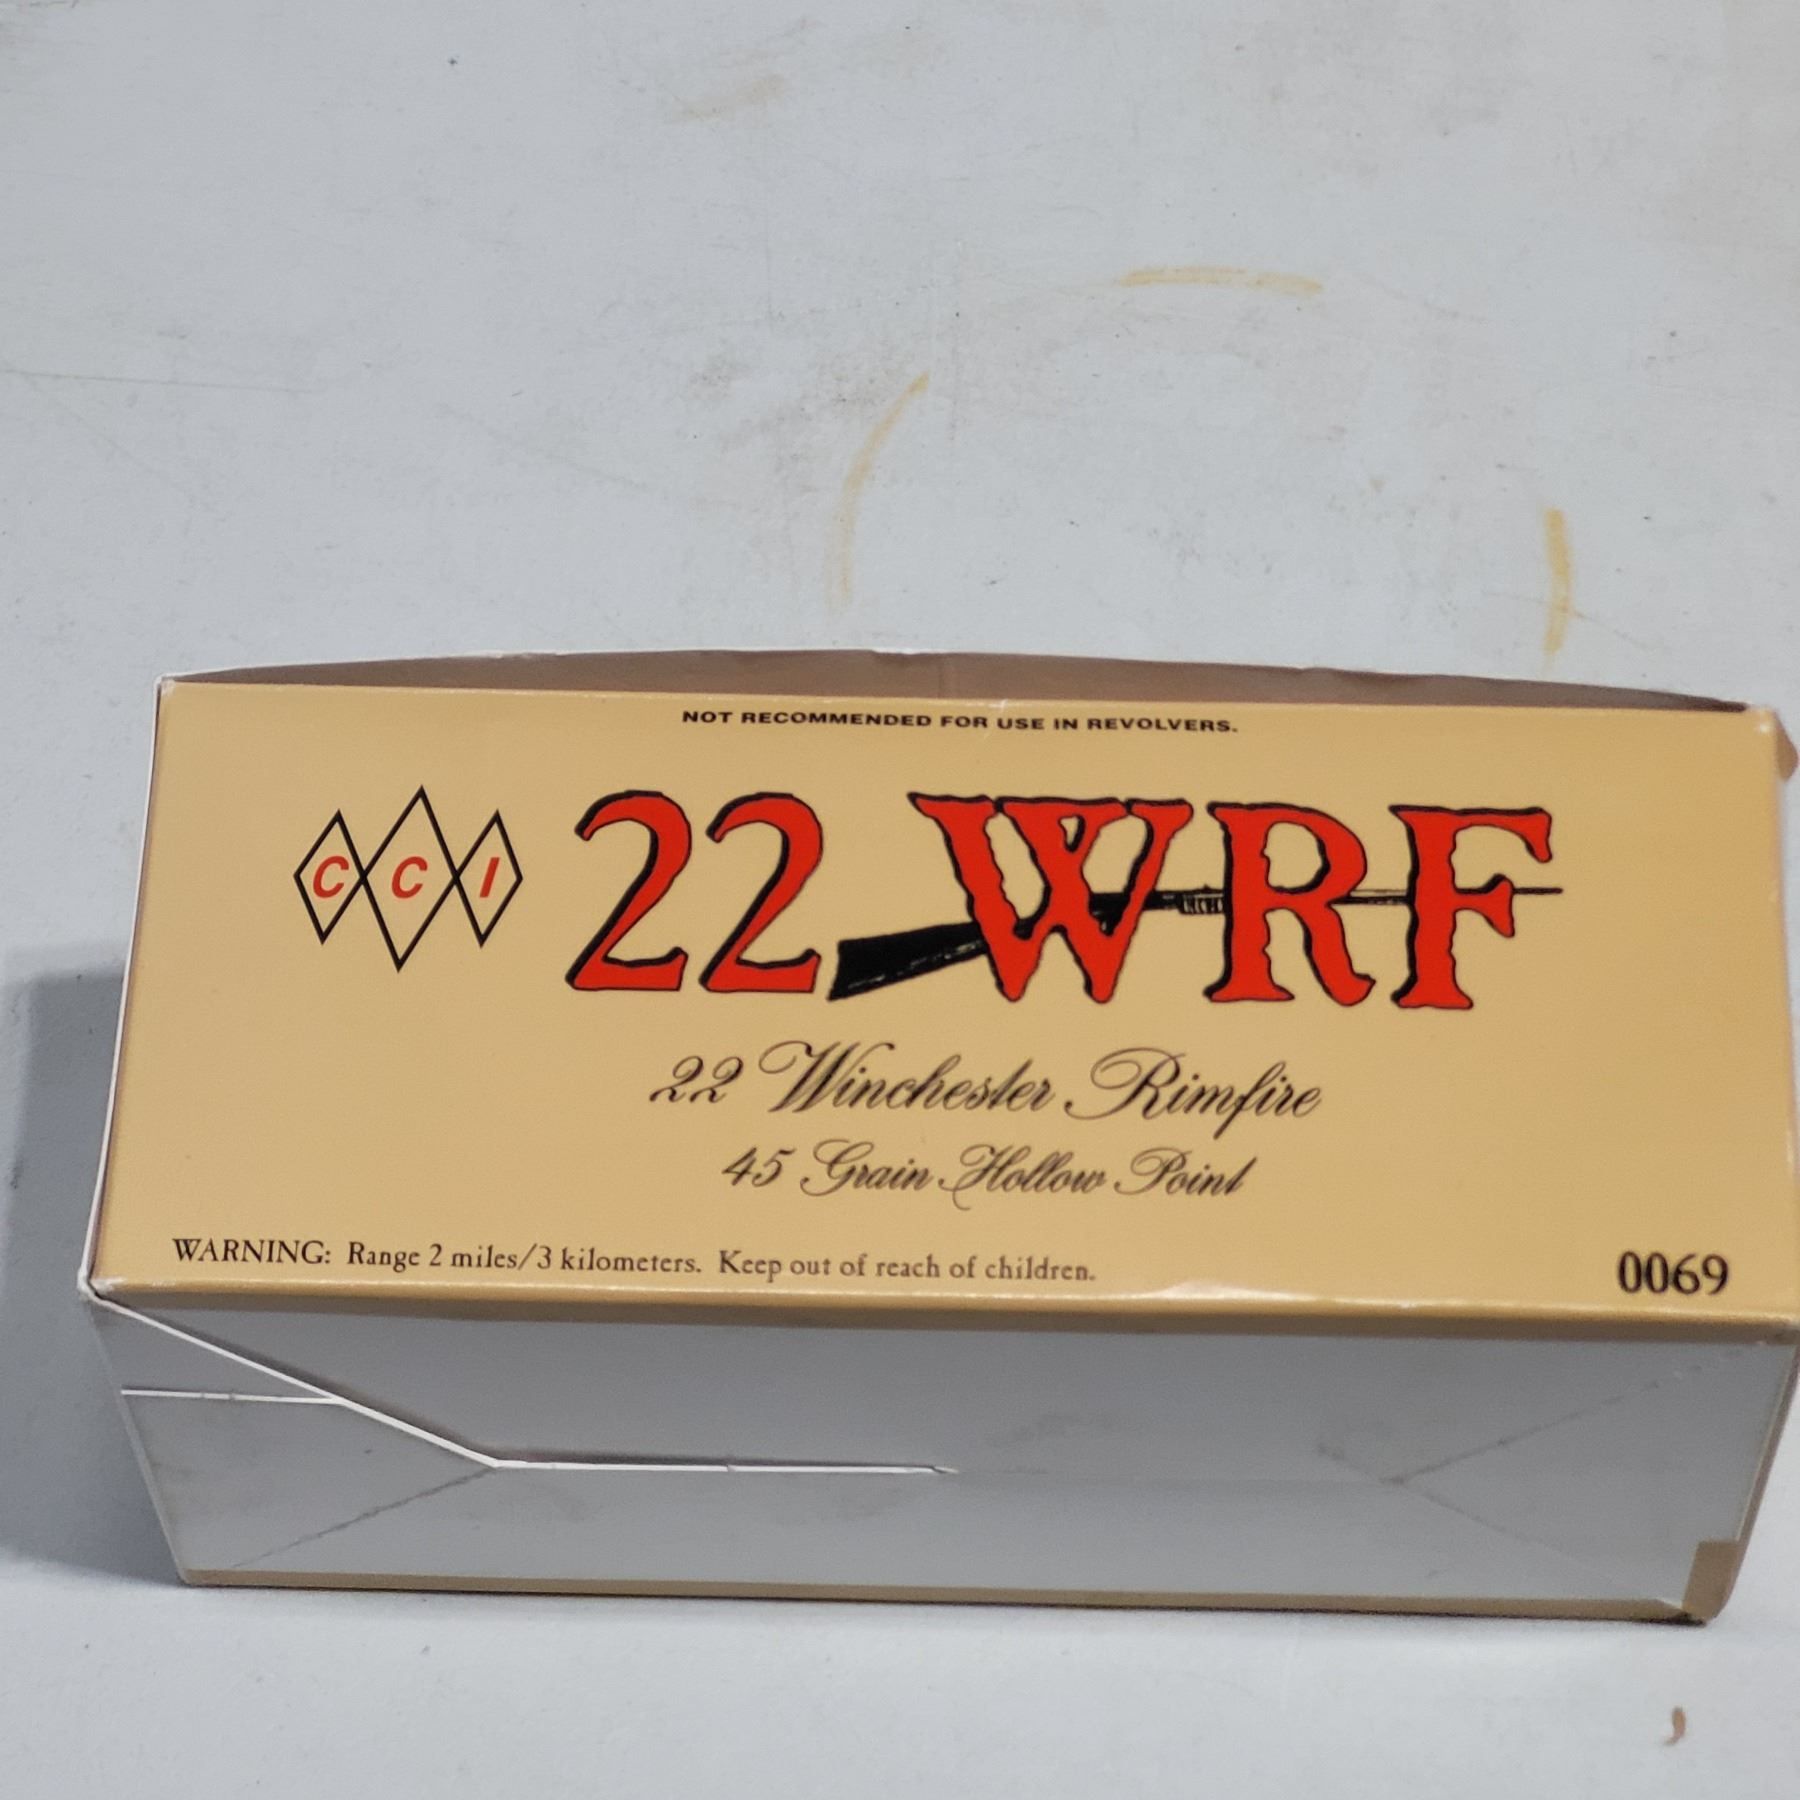 NOT RECOMMENDED FOR USE IN REVOLVERS.
CCI 22 WRF
22 Winchester Rimfire
45 Grain Hollow Point
WARNING: Range 2 miles/3 kilometers. Keep out of reach of children.
0069